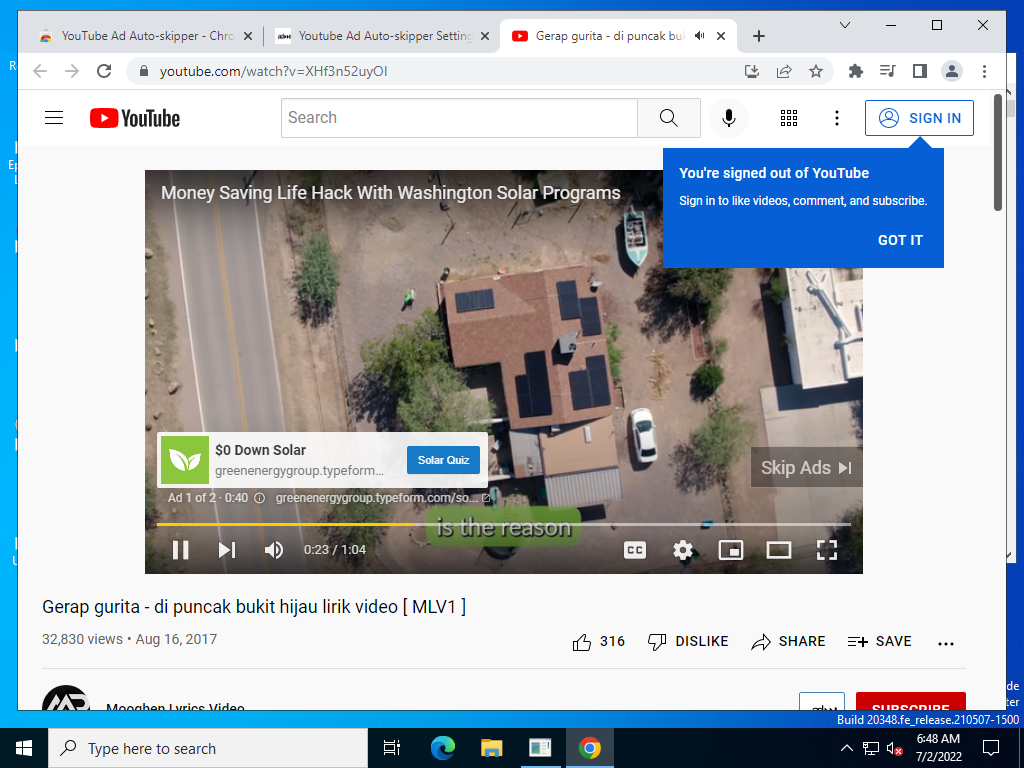 YouTube Ad Auto-skipper - Chro
Youtube Ad Auto-skipper Setting
Gerap gurita - di puncak buki
youtube.com/watch?v=XHf3n52uyOI
YouTube
Search
SIGN IN
You're signed out of YouTube
Sign in to like videos, comment, and subscribe.
GOT IT
Money Saving Life Hack With Washington Solar Programs
$0 Down Solar
greenenergygroup.typeform...
Solar Quiz
Skip Ads
Ad 1 of 2 · 0:40
greenenergygroup.typeform.com/so...
is the reason
0:23 / 1:04
CC
Gerap gurita - di puncak bukit hijau lirik video [ MLV1 ]
32,830 views • Aug 16, 2017
316
DISLIKE
SHARE
SAVE
Mooghen Lyrics Video
SUBSCRIBE
Build 20348.fe_release.210507-1500
Type here to search
6:48 AM
7/2/2022